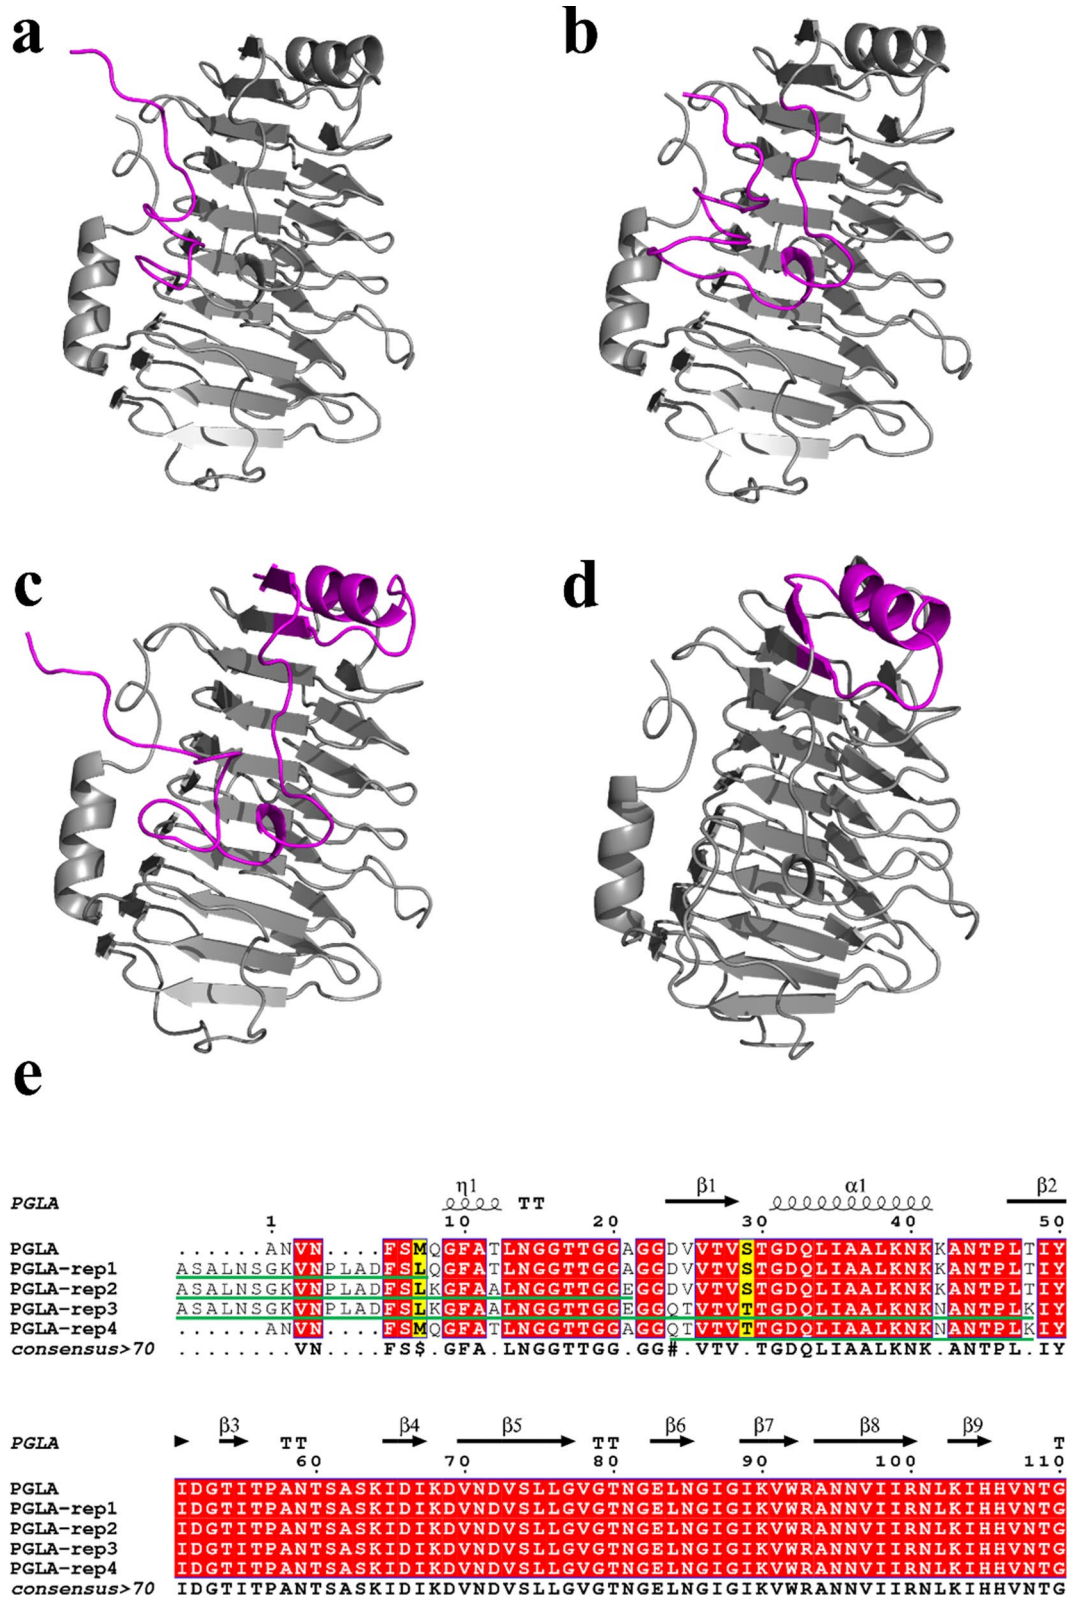 a
b
c
d
e
η1 TT β1 α1 β2
PGLA
1 10 20 30 40 50
PGLA ......ANVN....FSMQGFATLNGGTTGGAGGDVVTVSTGDQLIAALKNKKANTPLTIY
PGLA-rep1 ASALNSGKVNPLADFSLQGFATLNGGTTGGAGGDVVTVSTGDQLIAALKNKKANTPLTIY
PGLA-rep2 ASALNSGKVNPLADFSLKGFAALNGGTTGGEGGDVVTVSTGDQLIAALKNKKANTPLTIY
PGLA-rep3 ASALNSGKVNPLADFSLKGFAALNGGTTGGEGGQTVTVTTGDQLIAALKNKNANTPLKIY
PGLA-rep4 ......ANVN....FSMQGFATLNGGTTGGAGGQTVTVTTGDQLIAALKNKNANTPLKIY
consensus>70 ........VN....FS$.GFA.LNGGTTGG.GG#.VTV.TGDQLIAALKNK.ANTPL.IY
β3 TT β4 β5 TT β6 β7 β8 β9 T
PGLA
60 70 80 90 100 110
PGLA IDGTITPANTSASKIDIKDVNDVSLLGVGTNGELNGIGIKVWRANNVIIRNLKIHHVNTG
PGLA-rep1 IDGTITPANTSASKIDIKDVNDVSLLGVGTNGELNGIGIKVWRANNVIIRNLKIHHVNTG
PGLA-rep2 IDGTITPANTSASKIDIKDVNDVSLLGVGTNGELNGIGIKVWRANNVIIRNLKIHHVNTG
PGLA-rep3 IDGTITPANTSASKIDIKDVNDVSLLGVGTNGELNGIGIKVWRANNVIIRNLKIHHVNTG
PGLA-rep4 IDGTITPANTSASKIDIKDVNDVSLLGVGTNGELNGIGIKVWRANNVIIRNLKIHHVNTG
consensus>70 IDGTITPANTSASKIDIKDVNDVSLLGVGTNGELNGIGIKVWRANNVIIRNLKIHHVNTG